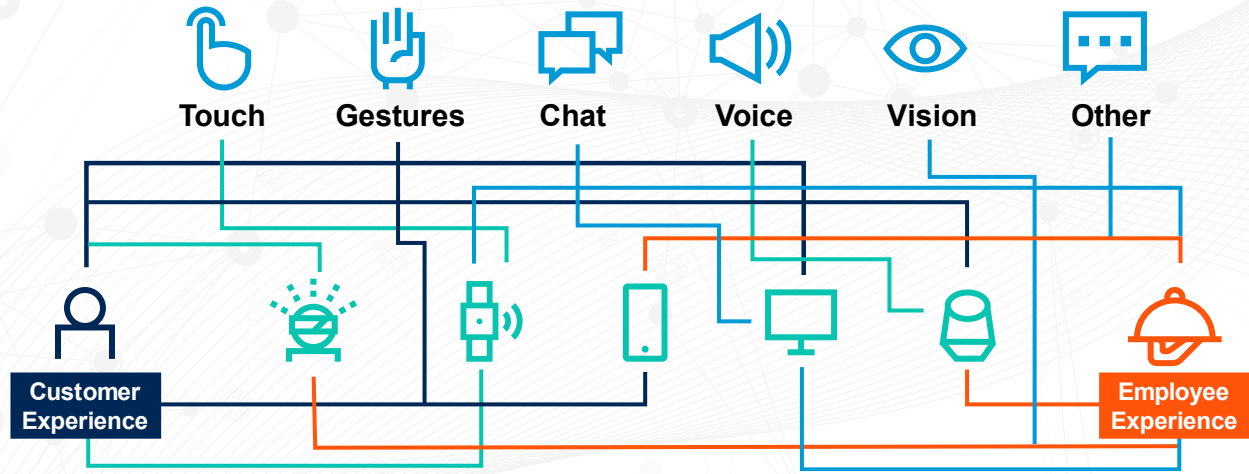 Touch
Gestures
Chat
Voice
Vision
Other
Customer
Experience
Employee
Experience